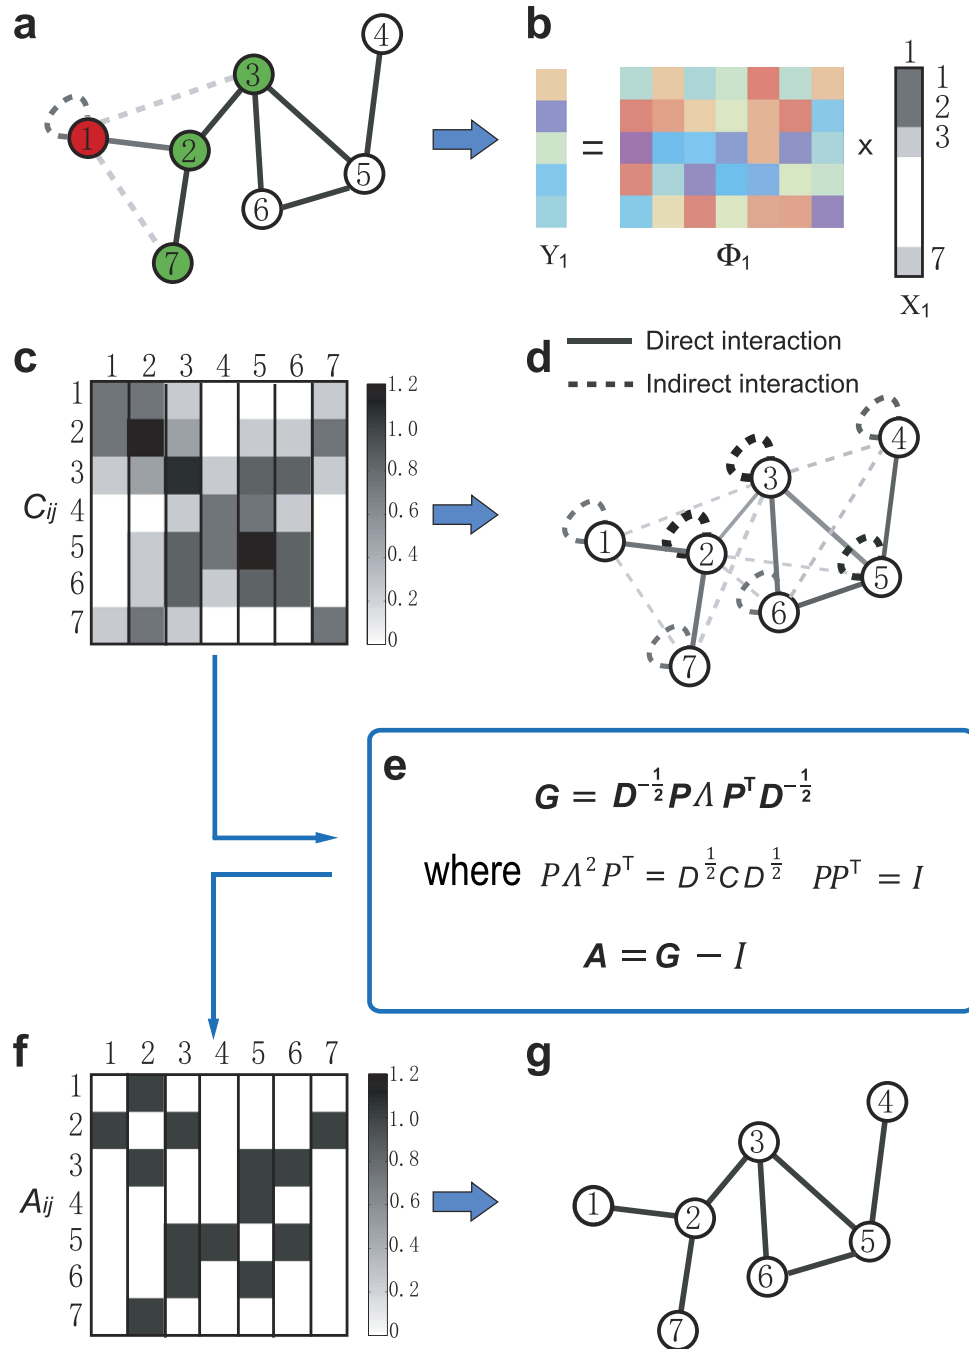 a
1
2
3
4
5
6
7
b
Y1
=
Φ1
x
1
1
2
3
7
X1
c
1 2 3 4 5 6 7
1
2
3
4
5
6
7
Cij
1.2
1.0
0.8
0.6
0.4
0.2
0
d
Direct interaction
Indirect interaction
1
2
3
4
5
6
7
e
G = D^{-1/2} P Λ P^T D^{-1/2}
where PΛ²P^T = D^{1/2} C D^{1/2} PP^T = I
A = G − I
f
1 2 3 4 5 6 7
1
2
3
4
5
6
7
Aij
1.2
1.0
0.8
0.6
0.4
0.2
0
g
1
2
3
4
5
6
7